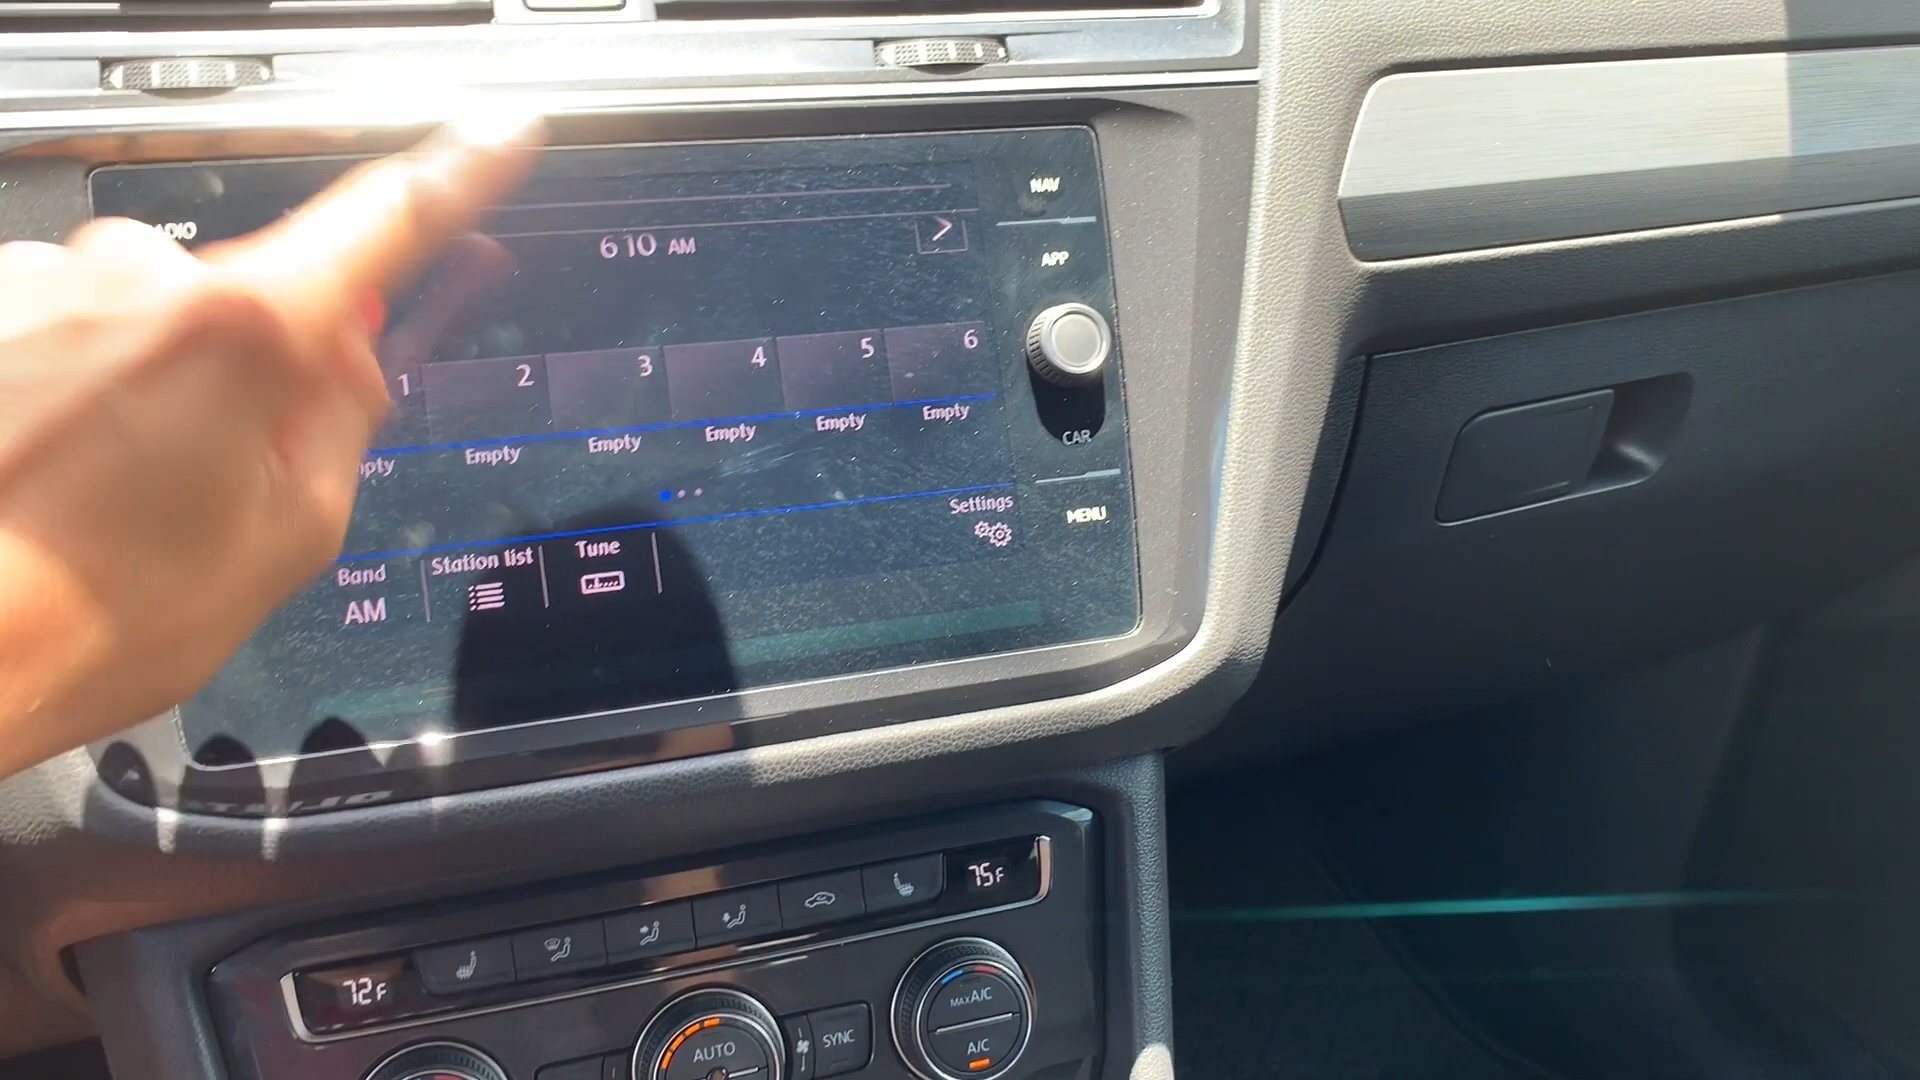 NAV
610 AM
>
APP
1 2 3 4 5 6
Empty Empty Empty Empty Empty
CAR
Settings
MENU
Band Station list Tune
AM
75F
72F
MAX A/C
SYNC
A/C
AUTO